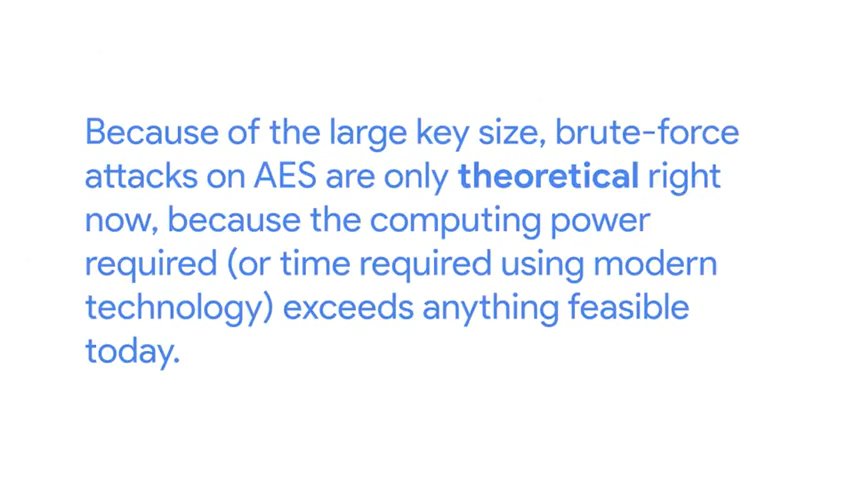 Because of the large key size, brute-force
attacks on AES are only theoretical right
now, because the computing power
required (or time required using modern
technology) exceeds anything feasible
today.